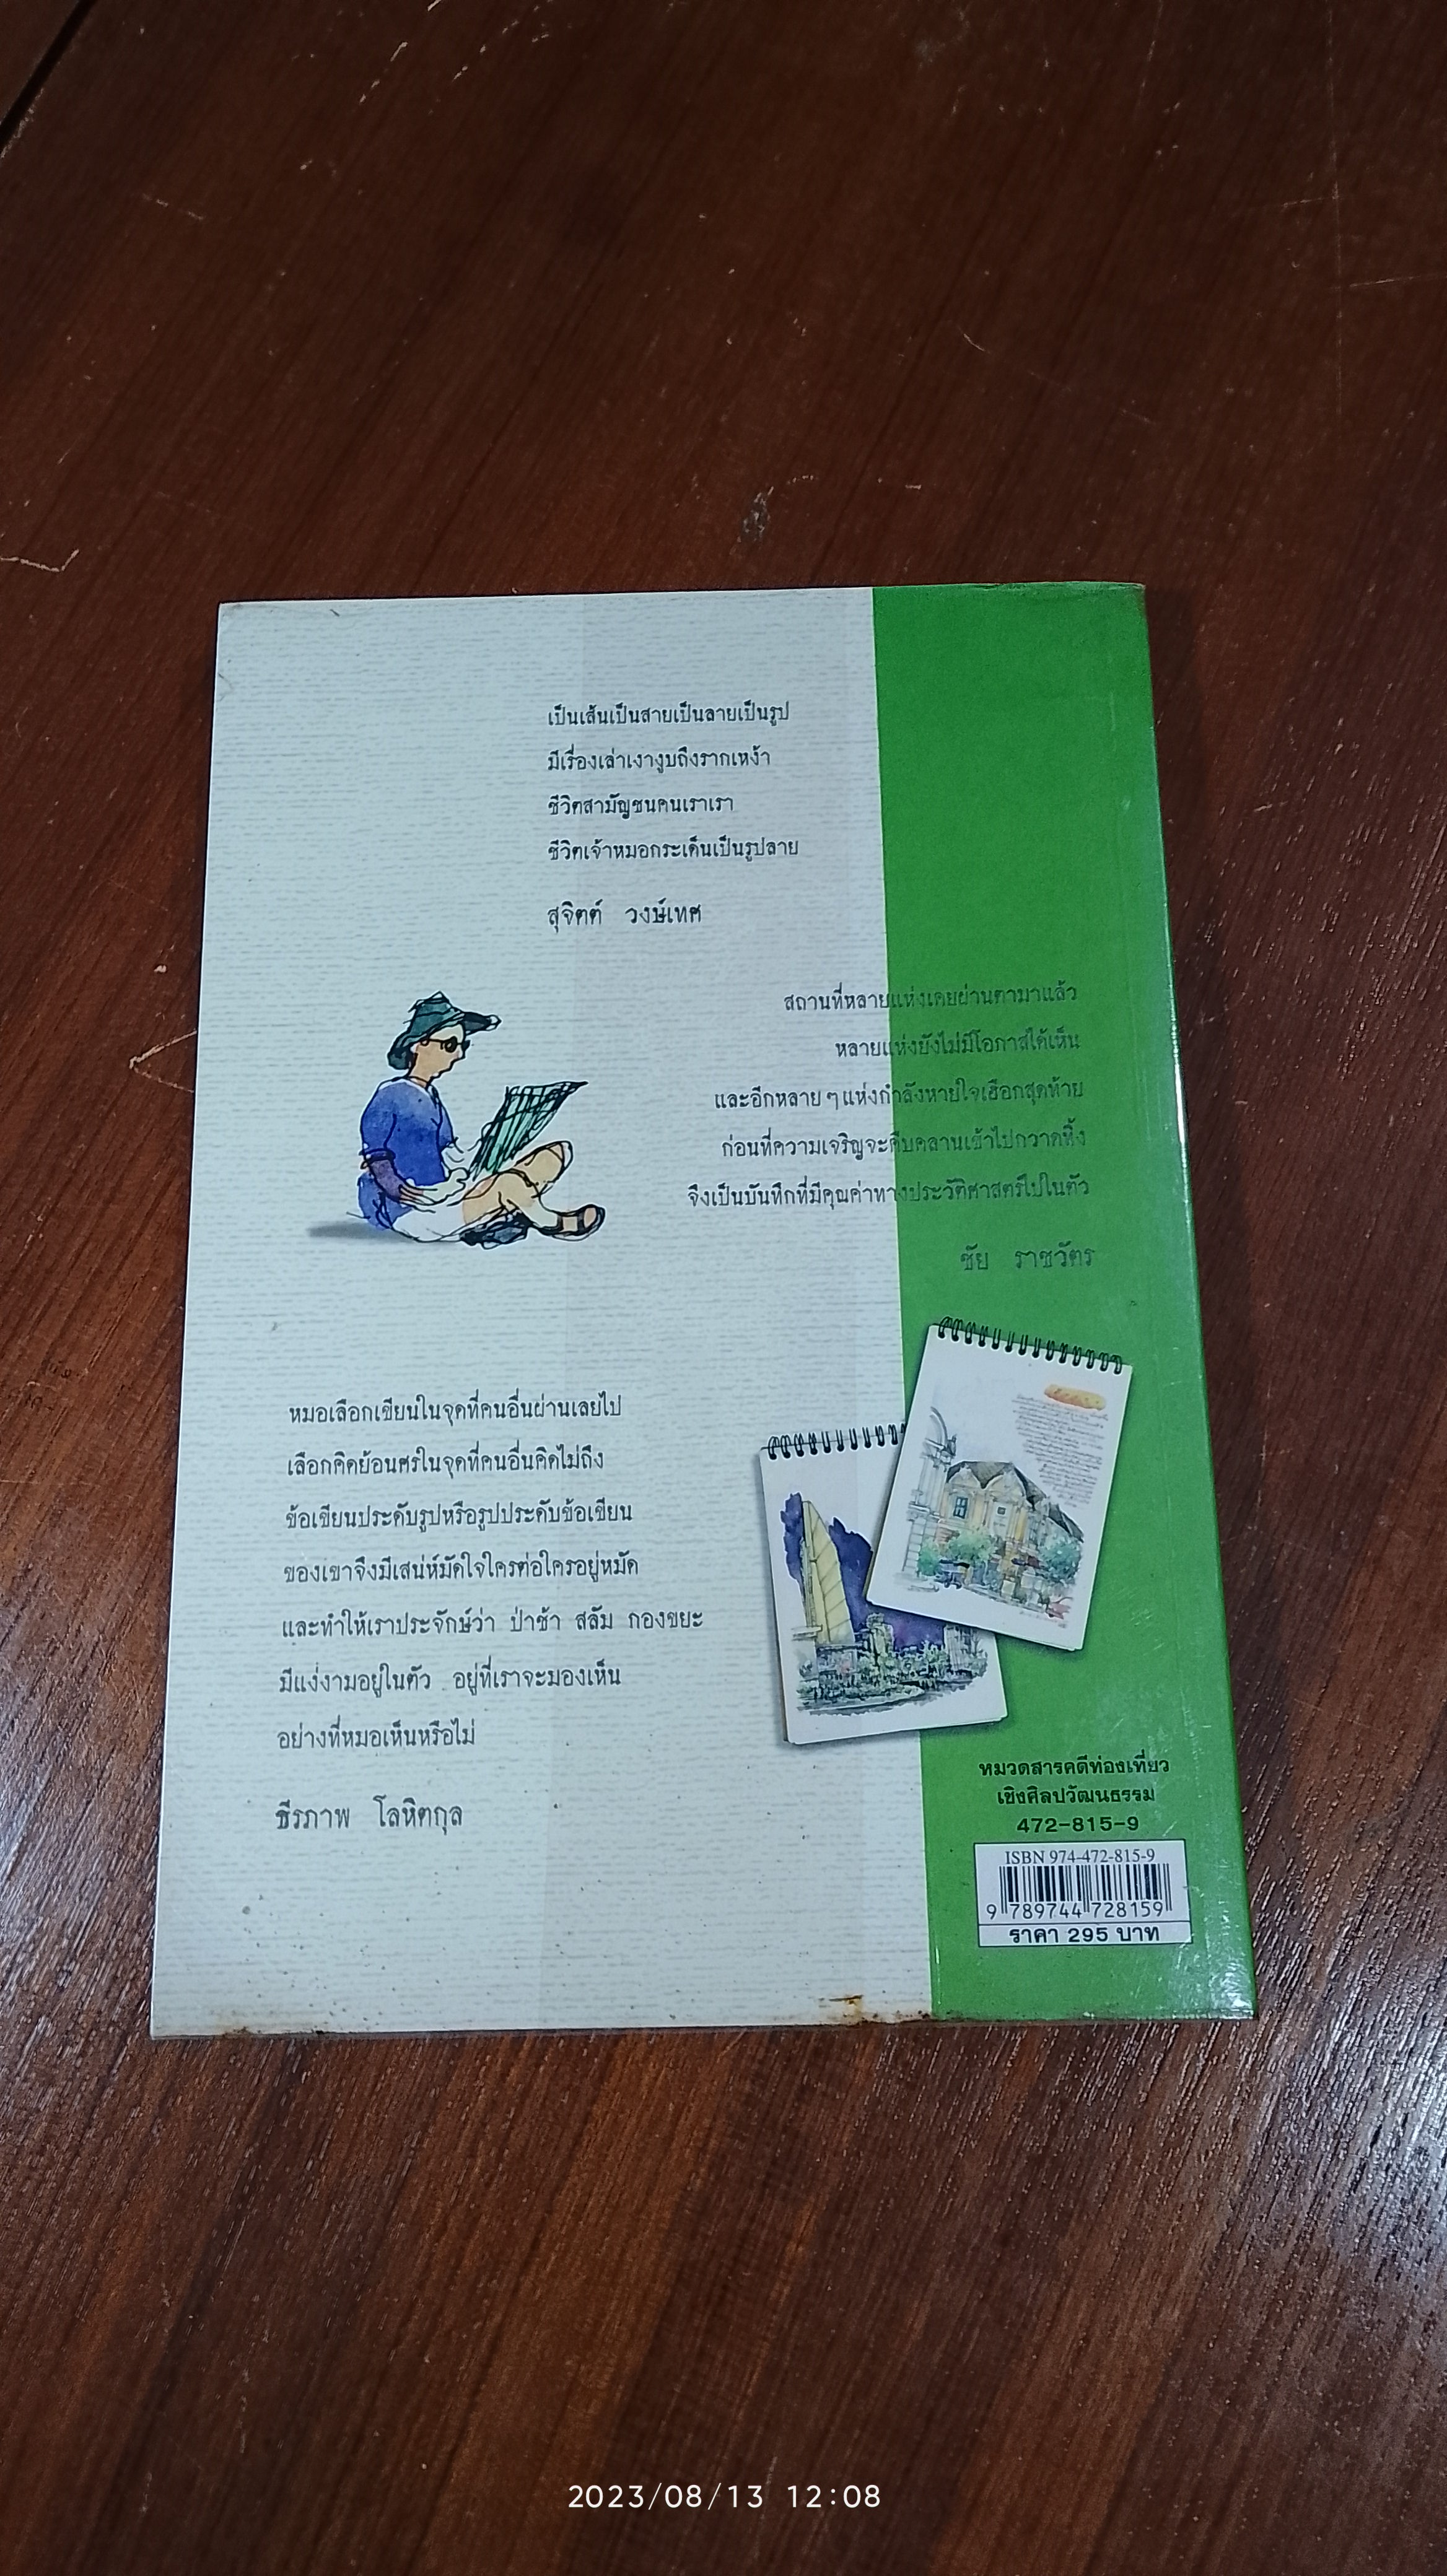 เป็นเส้นเป็นสายเป็นลายเป็นรูป
มีเรื่องเล่าเงางูบถึงรากเหง้า
ชีวิตสามัญชนคนเราเรา
ชีวิตเจ้าหมอกระเด็นเป็นรูปลาย
สุจิตต์ วงษ์เทศ
สถานที่หลายแห่งเคยผ่านตามาแล้ว
หลายแห่งยังไม่มีโอกาสได้เห็น
และอีกหลาย ๆ แห่งกำลังหายใจเฮือกสุดท้าย
ก่อนที่ความเจริญจะคืบคลานเข้าไปกวาดทิ้ง
จึงเป็นบันทึกที่มีคุณค่าทางประวัติศาสตร์ไปในตัว
ชัย ราชวัตร
หมอเลือกเขียนในจุดที่คนอื่นผ่านเลยไป
เลือกคิดย้อนศรในจุดที่คนอื่นคิดไม่ถึง
ข้อเขียนประดับรูปหรือรูปประดับข้อเขียน
ของเขาจึงมีเสน่ห์มัดใจใครต่อใครอยู่หมัด
และทำให้เราประจักษ์ว่า ป่าช้า สลัม กองขยะ
มีแง่งามอยู่ในตัว อยู่ที่เราจะมองเห็น
อย่างที่หมอเห็นหรือไม่
ธีรภาพ โลหิตกุล
หมวดสารคดีท่องเที่ยว
เชิงศิลปวัฒนธรรม
472-815-9
ISBN 974-472-815-9
9 789744 728159
ราคา 295 บาท
2023/08/13 12:08